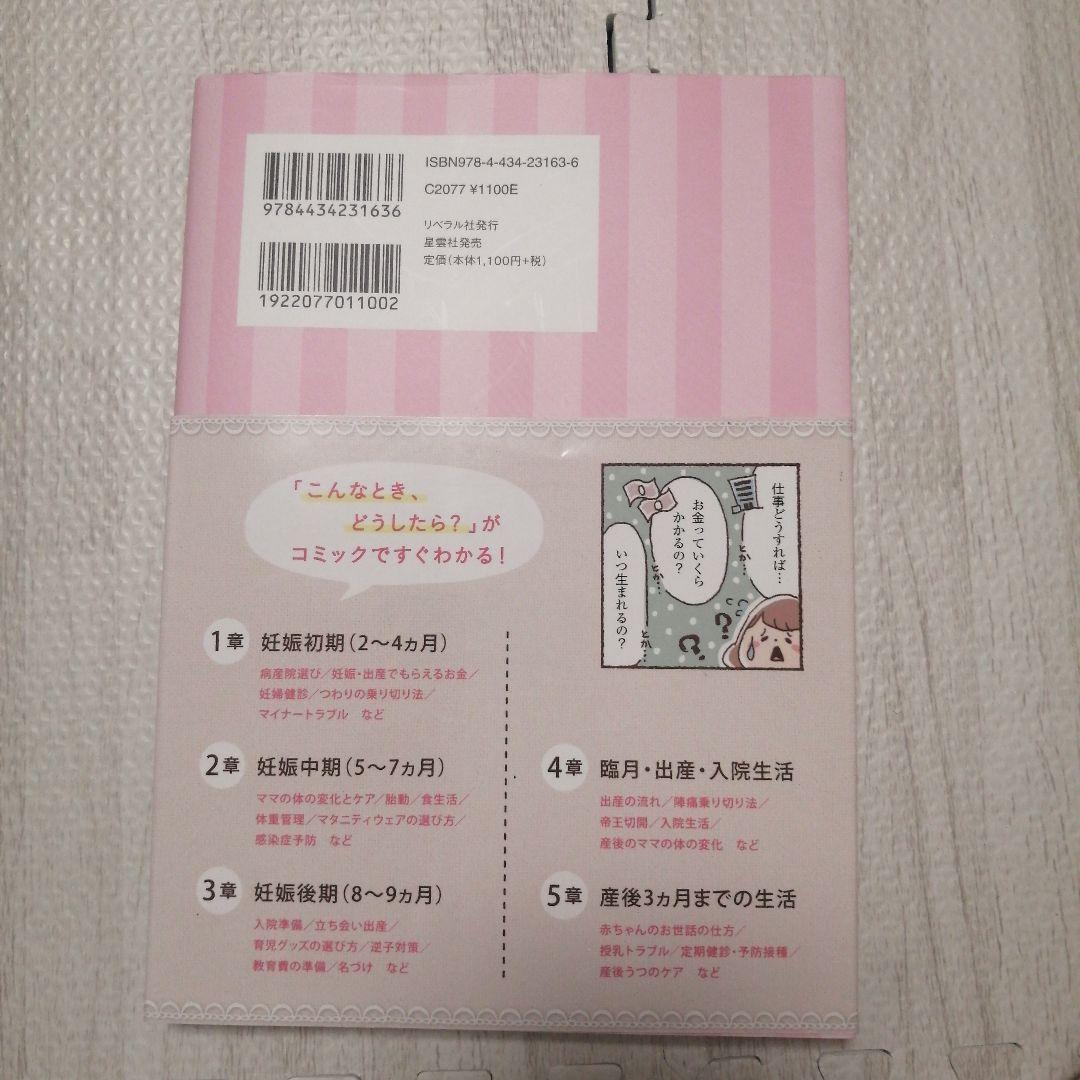 ISBN978-4-434-23163-6
C2077 ¥1100E
9784434231636
リベラル社発行
星雲社発売
定価(本体1,100円+税)
1922077011002
「こんなとき、
どうしたら?」が
コミックですぐわかる!
仕事どうすれば…
とか…
お金っていくら
かかるの?
とか…
いつ生まれるの?
とか…
1章 妊娠初期(2〜4ヵ月)
病産院選び/妊娠・出産でもらえるお金/
妊婦健診/つわりの乗り切り法/
マイナートラブル など
2章 妊娠中期(5〜7ヵ月)
ママの体の変化とケア/胎動/食生活/
体重管理/マタニティウェアの選び方/
感染症予防 など
3章 妊娠後期(8〜9ヵ月)
入院準備/立ち会い出産/
育児グッズの選び方/逆子対策/
教育費の準備/名づけ など
4章 臨月・出産・入院生活
出産の流れ/陣痛乗り切り法/
帝王切開/入院生活/
産後のママの体の変化 など
5章 産後3ヵ月までの生活
赤ちゃんのお世話の仕方/
授乳トラブル/定期健診・予防接種/
産後うつのケア など